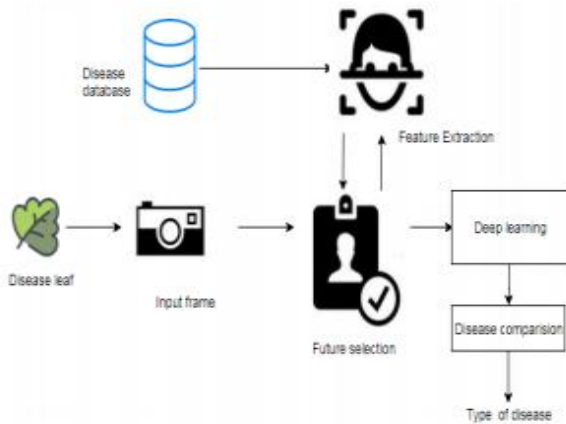 Disease
database
Feature Extraction
Deep learning
Disease leaf
Input frame
Future selection
Disease comparision
Type of disease